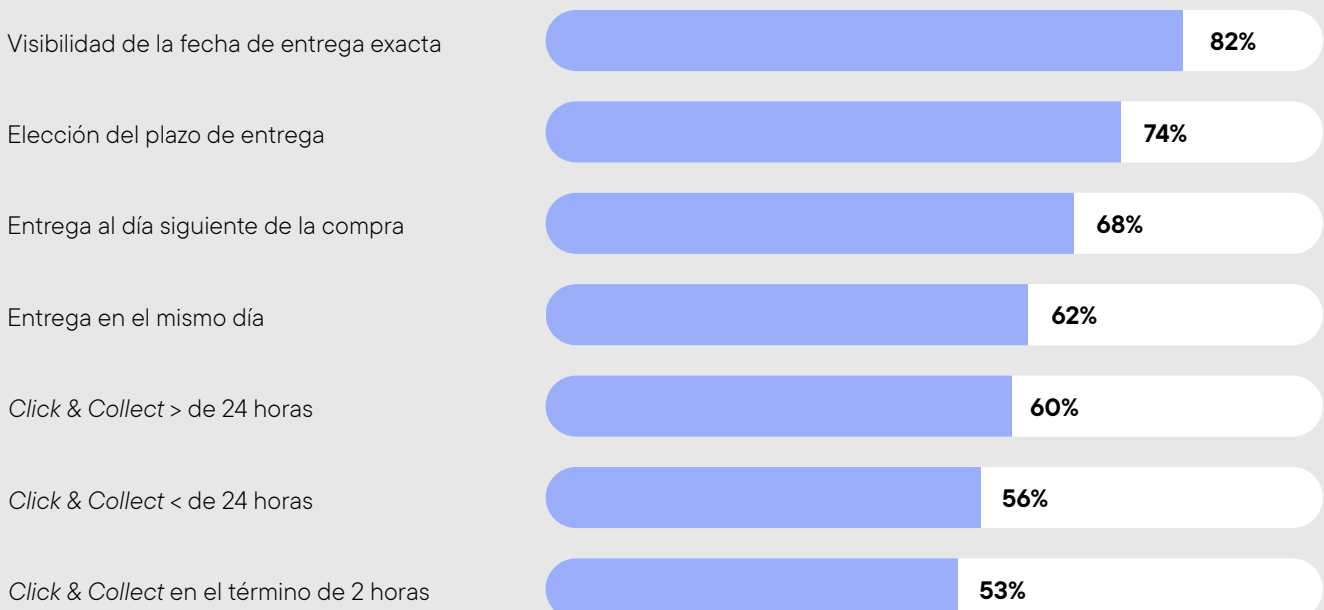 Visibilidad de la fecha de entrega exacta 82%
Elección del plazo de entrega 74%
Entrega al día siguiente de la compra 68%
Entrega en el mismo día 62%
Click & Collect > de 24 horas 60%
Click & Collect < de 24 horas 56%
Click & Collect en el término de 2 horas 53%